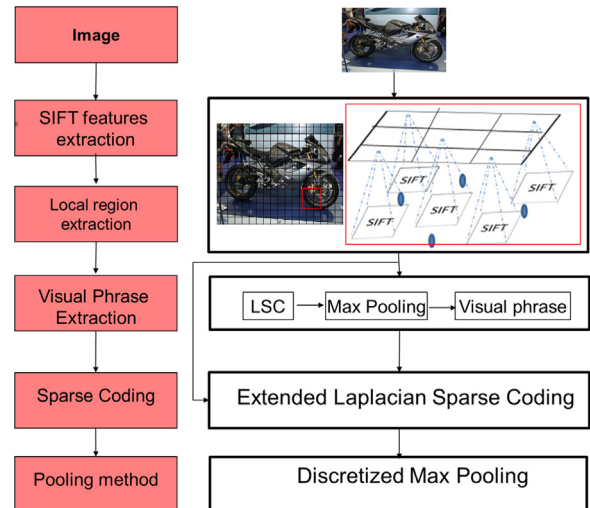 Image
SIFT features
extraction
Local region
extraction
Visual Phrase
Extraction
Sparse Coding
Pooling method
SIFT
SIFT
SIFT
SIFT
SIFT
LSC
Max Pooling
Visual phrase
Extended Laplacian Sparse Coding
Discretized Max Pooling